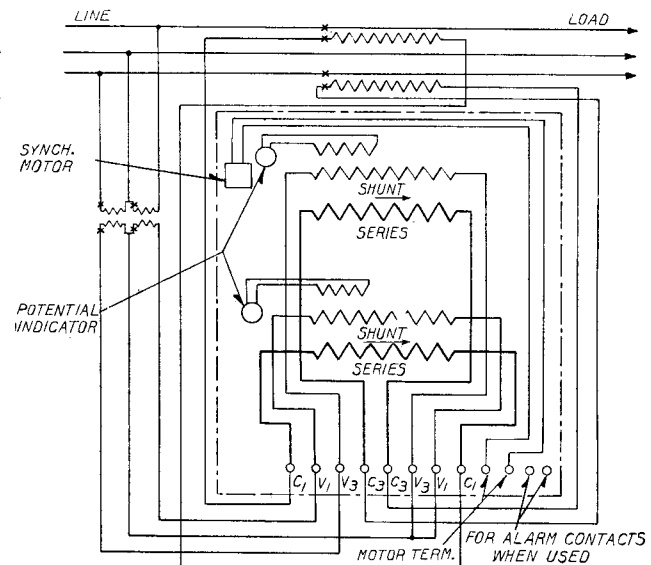 LINE
LOAD
SYNCH.
MOTOR
SHUNT
SERIES
POTENTIAL
INDICATOR
SHUNT
SERIES
C1 V1 V3 C3 C3 V3 V1 C1
MOTOR TERM.
FOR ALARM CONTACTS
WHEN USED